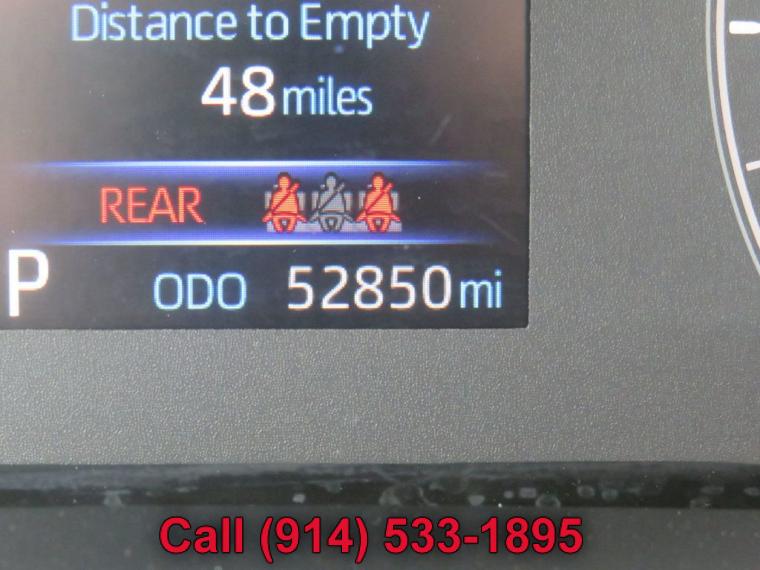 Distance to Empty
48 miles
REAR
P ODO 52850 mi
Call (914) 533-1895